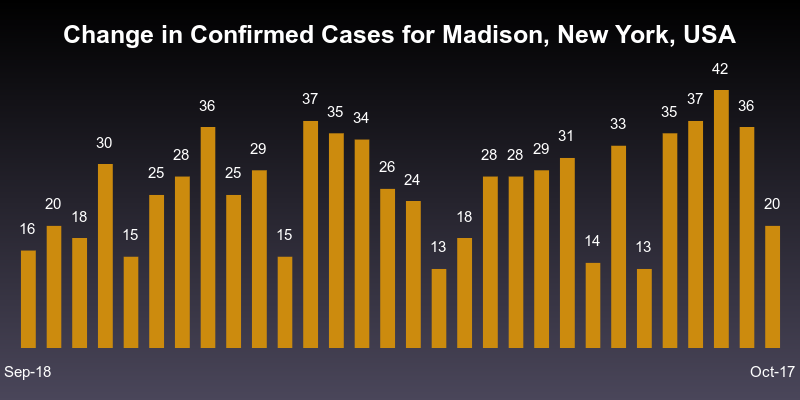 Change in Confirmed Cases for Madison, New York, USA
16 20 18 30 15 25 28 36 25 29 15 37 35 34 26 24 13 18 28 28 29 31 14 33 13 35 37 42 36 20
Sep-18 Oct-17